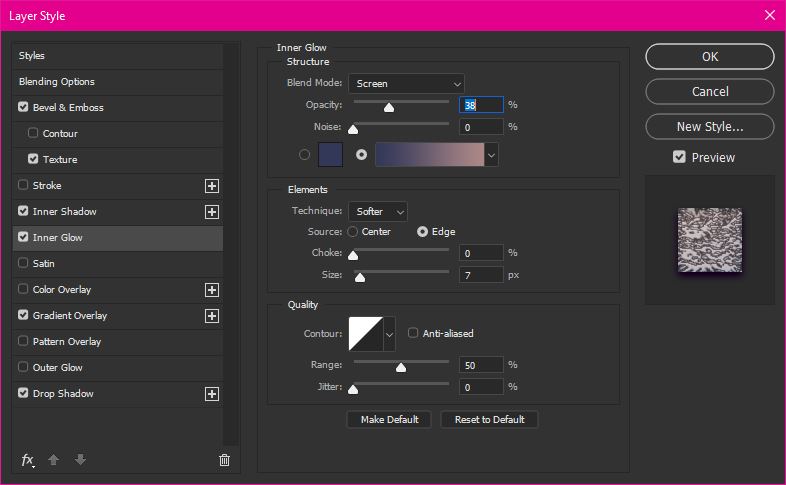 Layer Style
Styles
Blending Options
Bevel & Emboss
Contour
Texture
Stroke
Inner Shadow
Inner Glow
Satin
Color Overlay
Gradient Overlay
Pattern Overlay
Outer Glow
Drop Shadow
fx
Inner Glow
Structure
Blend Mode: Screen
Opacity: 38 %
Noise: 0 %
Elements
Technique: Softer
Source: Center Edge
Choke: 0 %
Size: 7 px
Quality
Contour: Anti-aliased
Range: 50 %
Jitter: 0 %
Make Default Reset to Default
OK
Cancel
New Style...
Preview